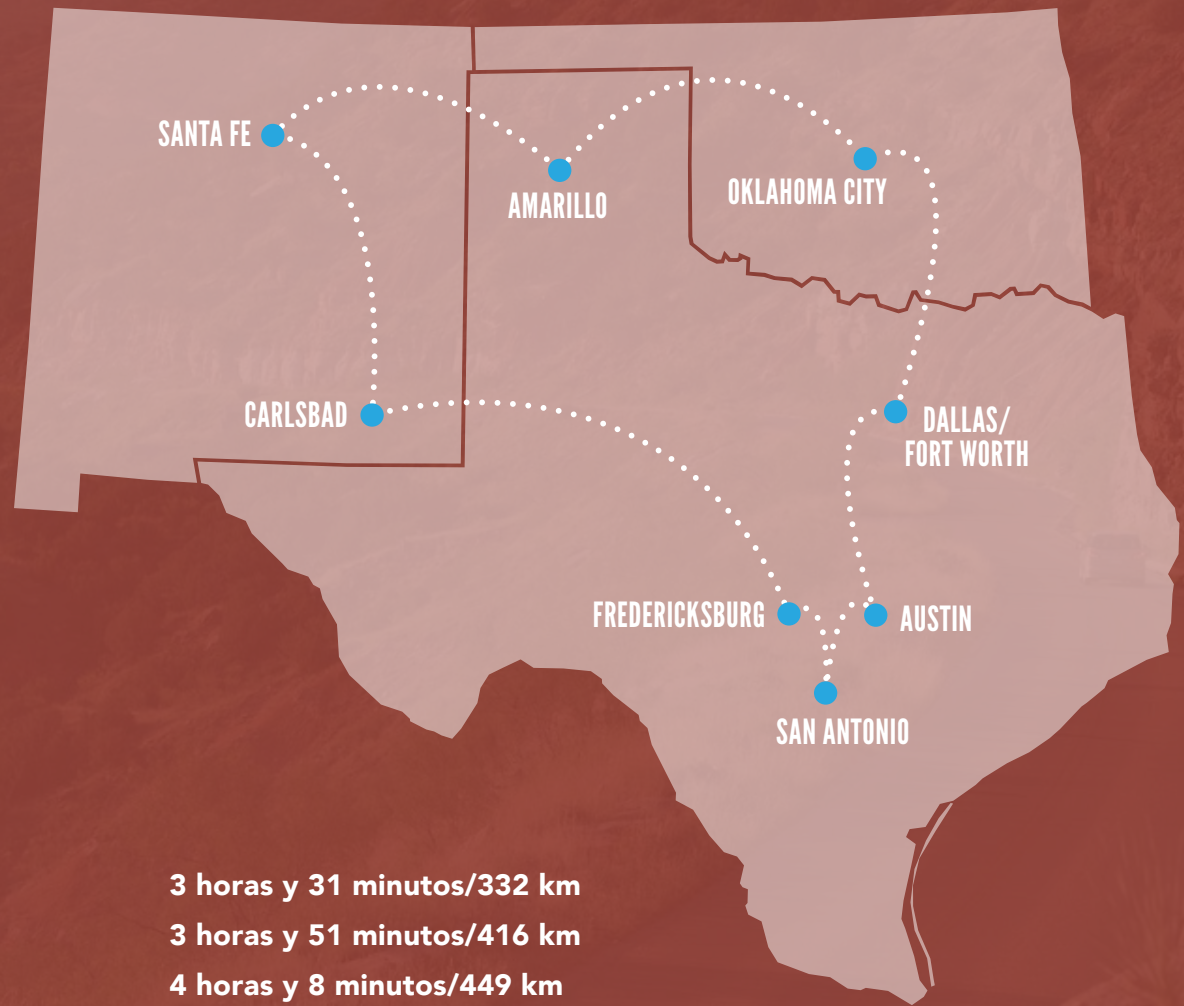 SANTA FE
AMARILLO
OKLAHOMA CITY
CARLSBAD
DALLAS/
FORT WORTH
FREDERICKSBURG
AUSTIN
SAN ANTONIO
3 horas y 31 minutos/332 km
3 horas y 51 minutos/416 km
4 horas y 8 minutos/449 km